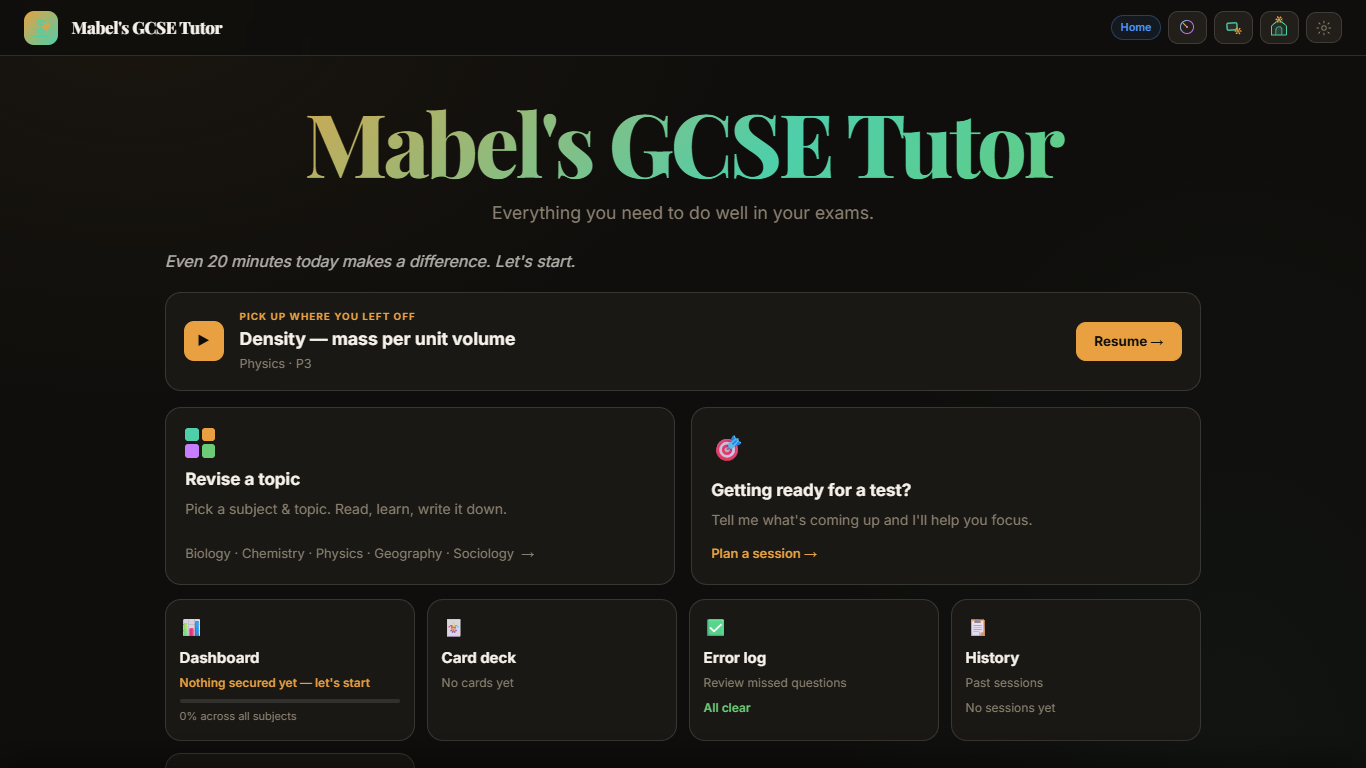 Mabel's GCSE Tutor
Home
Mabel's GCSE Tutor
Everything you need to do well in your exams.
Even 20 minutes today makes a difference. Let's start.
PICK UP WHERE YOU LEFT OFF
Density — mass per unit volume
Physics · P3
Resume →
Revise a topic
Pick a subject & topic. Read, learn, write it down.
Biology · Chemistry · Physics · Geography · Sociology →
Getting ready for a test?
Tell me what's coming up and I'll help you focus.
Plan a session →
Dashboard
Nothing secured yet — let's start
0% across all subjects
Card deck
No cards yet
Error log
Review missed questions
All clear
History
Past sessions
No sessions yet